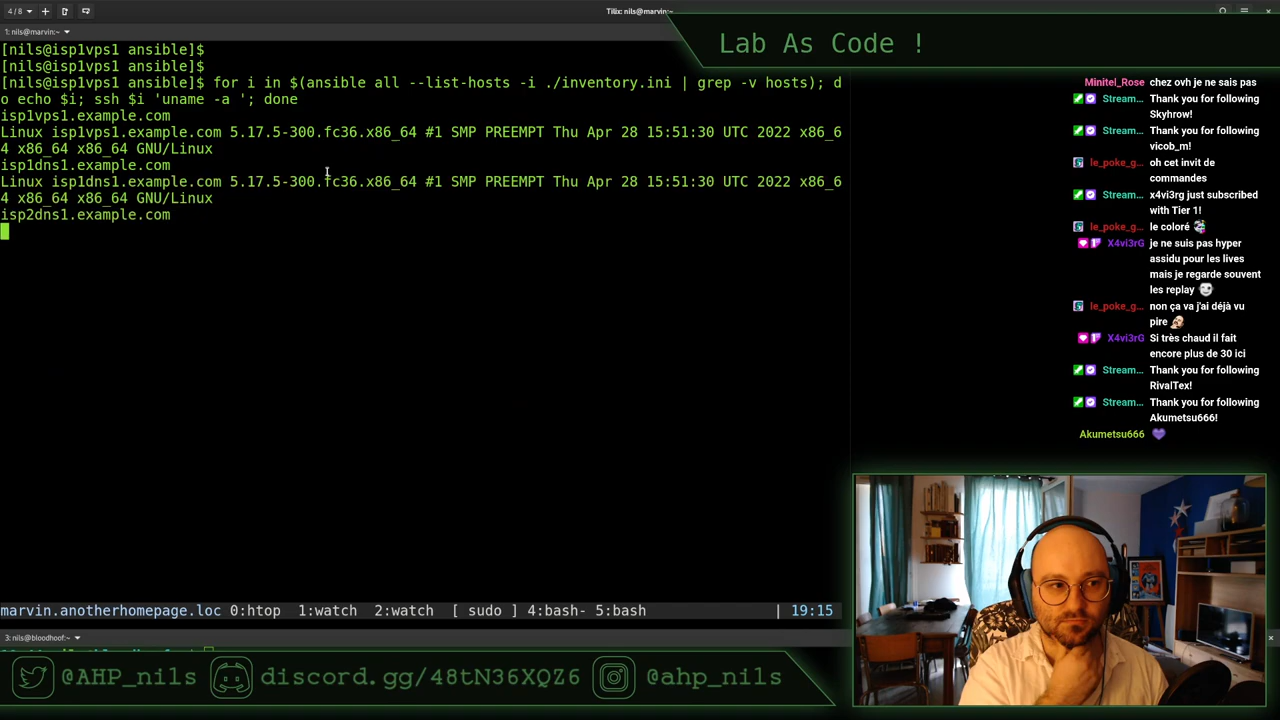 4 / 8
Tilix: nils@marvin:~
1: nils@marvin:~
Lab As Code !
[nils@isp1vps1 ansible]$
[nils@isp1vps1 ansible]$
[nils@isp1vps1 ansible]$ for i in $(ansible all --list-hosts -i ./inventory.ini | grep -v hosts); d
o echo $i; ssh $i 'uname -a '; done
isp1vps1.example.com
Linux isp1vps1.example.com 5.17.5-300.fc36.x86_64 #1 SMP PREEMPT Thu Apr 28 15:51:30 UTC 2022 x86_6
4 x86_64 x86_64 GNU/Linux
isp1dns1.example.com
Linux isp1dns1.example.com 5.17.5-300.fc36.x86_64 #1 SMP PREEMPT Thu Apr 28 15:51:30 UTC 2022 x86_6
4 x86_64 x86_64 GNU/Linux
isp2dns1.example.com
marvin.anotherhomepage.loc 0:htop 1:watch 2:watch [ sudo ] 4:bash- 5:bash | 19:15
3: nils@bloodhoof:~
@AHP_nils discord.gg/48tN36XQZ6 @ahp_nils
Minitel_Rose chez ovh je ne sais pas
Stream... Thank you for following
Skyhrow!
Stream... Thank you for following
vicob_m!
le_poke_g... oh cet invit de
commandes
Stream... x4vi3rg just subscribed
with Tier 1!
le_poke_g... le coloré
X4vi3rG je ne suis pas hyper
assidu pour les lives
mais je regarde souvent
les replay
le_poke_g... non ça va j'ai déjà vu
pire
X4vi3rG Si très chaud il fait
encore plus de 30 ici
Stream... Thank you for following
RivalTex!
Stream... Thank you for following
Akumetsu666!
Akumetsu666